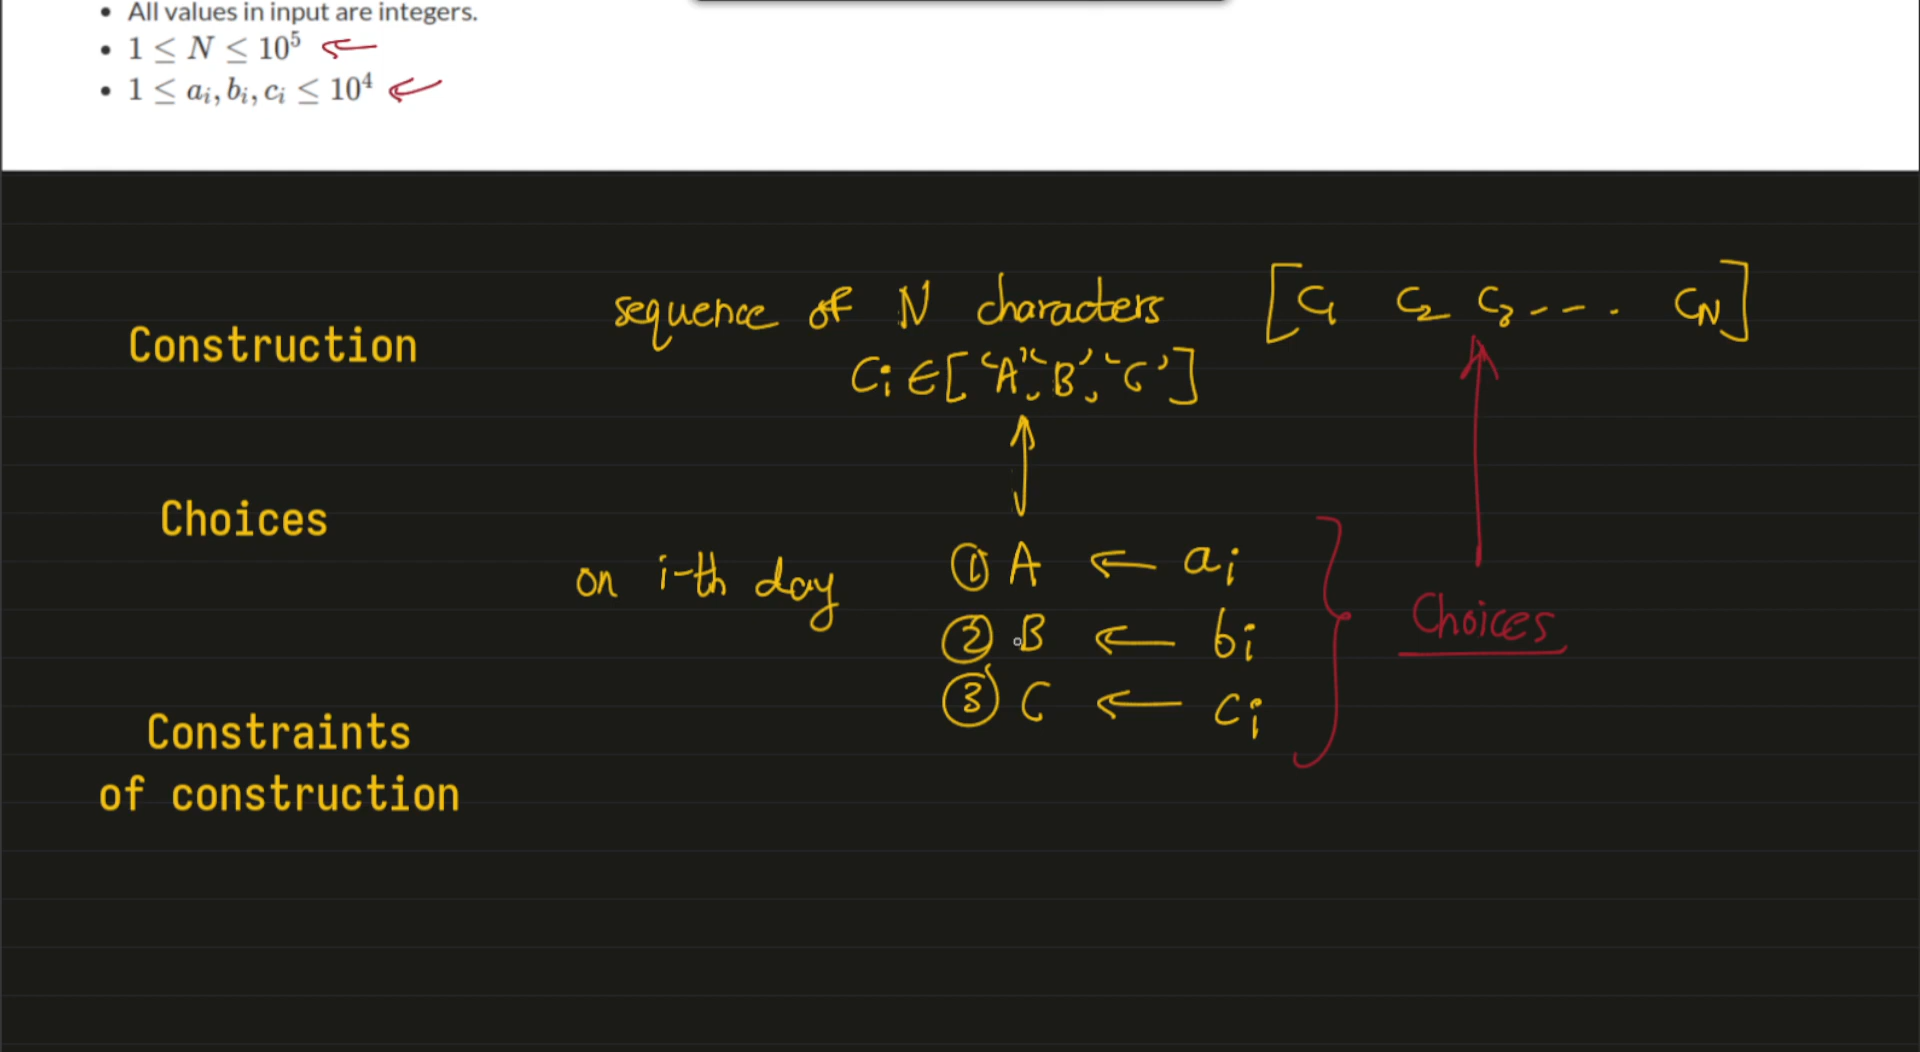 • All values in input are integers.
• 1 ≤ N ≤ 10⁵ ←
• 1 ≤ aᵢ, bᵢ, cᵢ ≤ 10⁴ ←
Construction
sequence of N characters [C₁ C₂ C₃ - - - . C_N]
Cᵢ ∈ ['A', 'B', 'C']
Choices
on i-th day
① A ← aᵢ
② B ← bᵢ
③ C ← cᵢ
Choices
Constraints
of construction